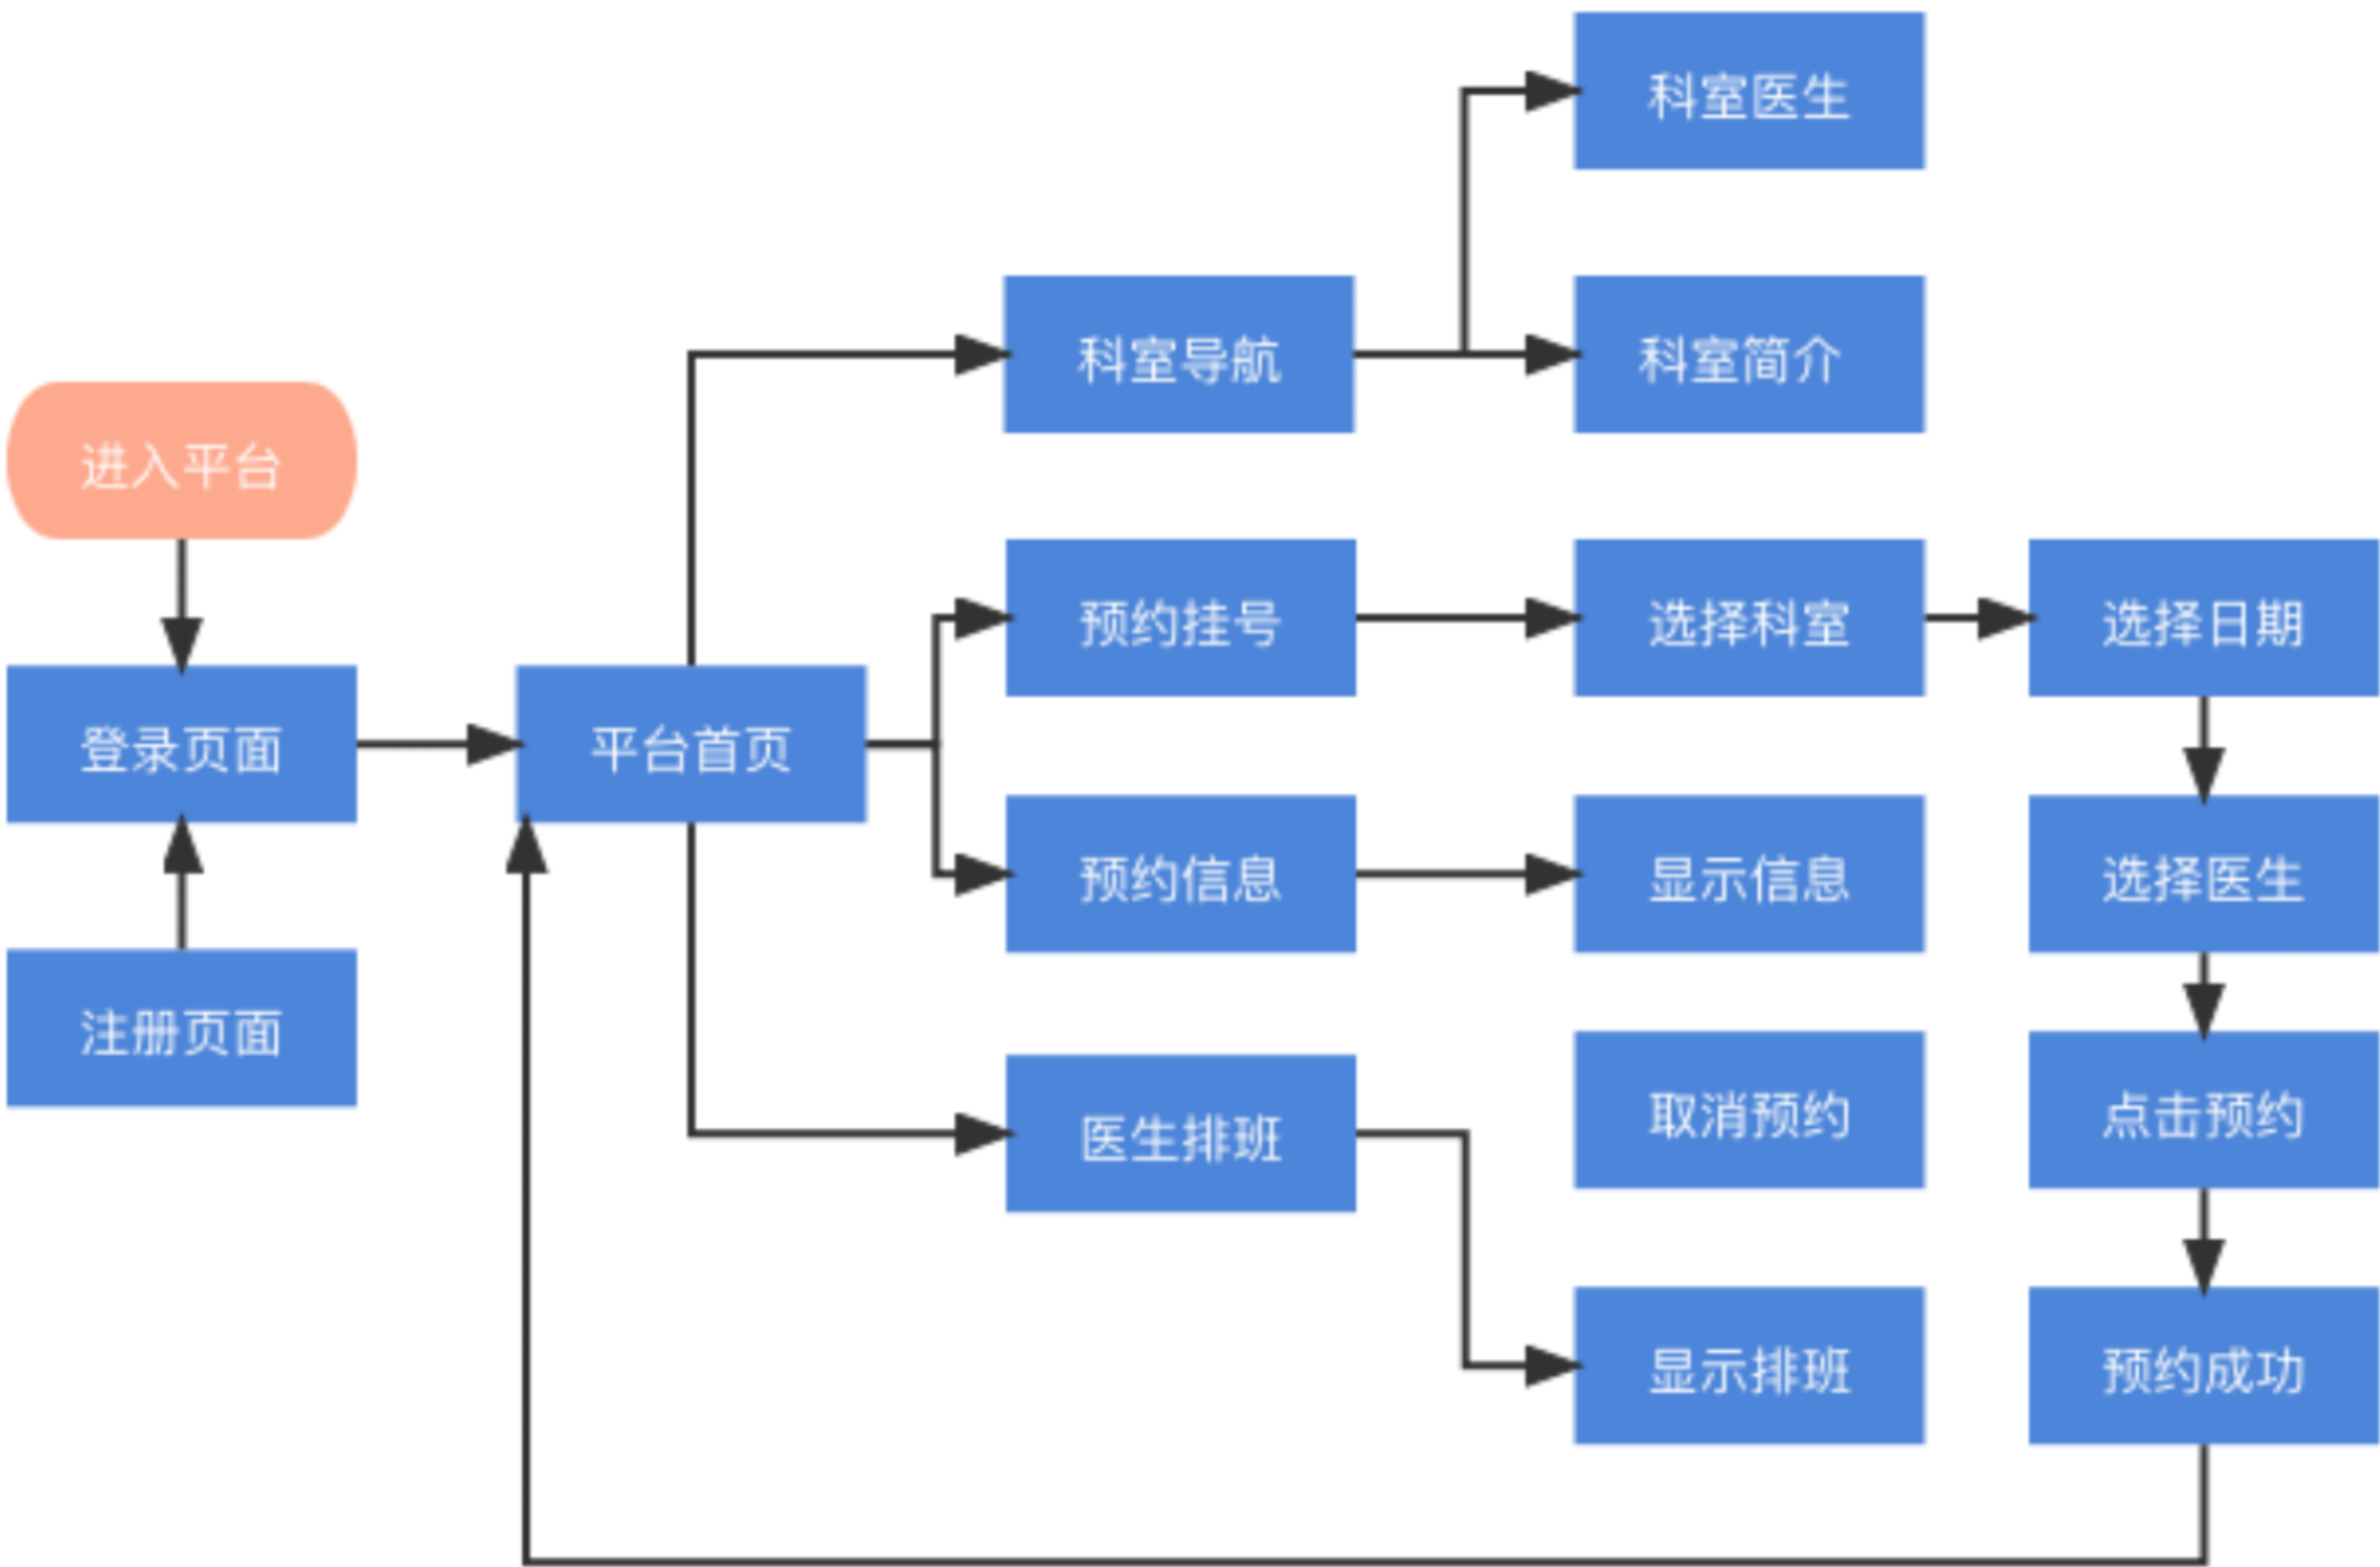 科室医生
科室导航
科室简介
进入平台
预约挂号
选择科室
选择日期
登录页面
平台首页
预约信息
显示信息
选择医生
注册页面
医生排班
取消预约
点击预约
显示排班
预约成功